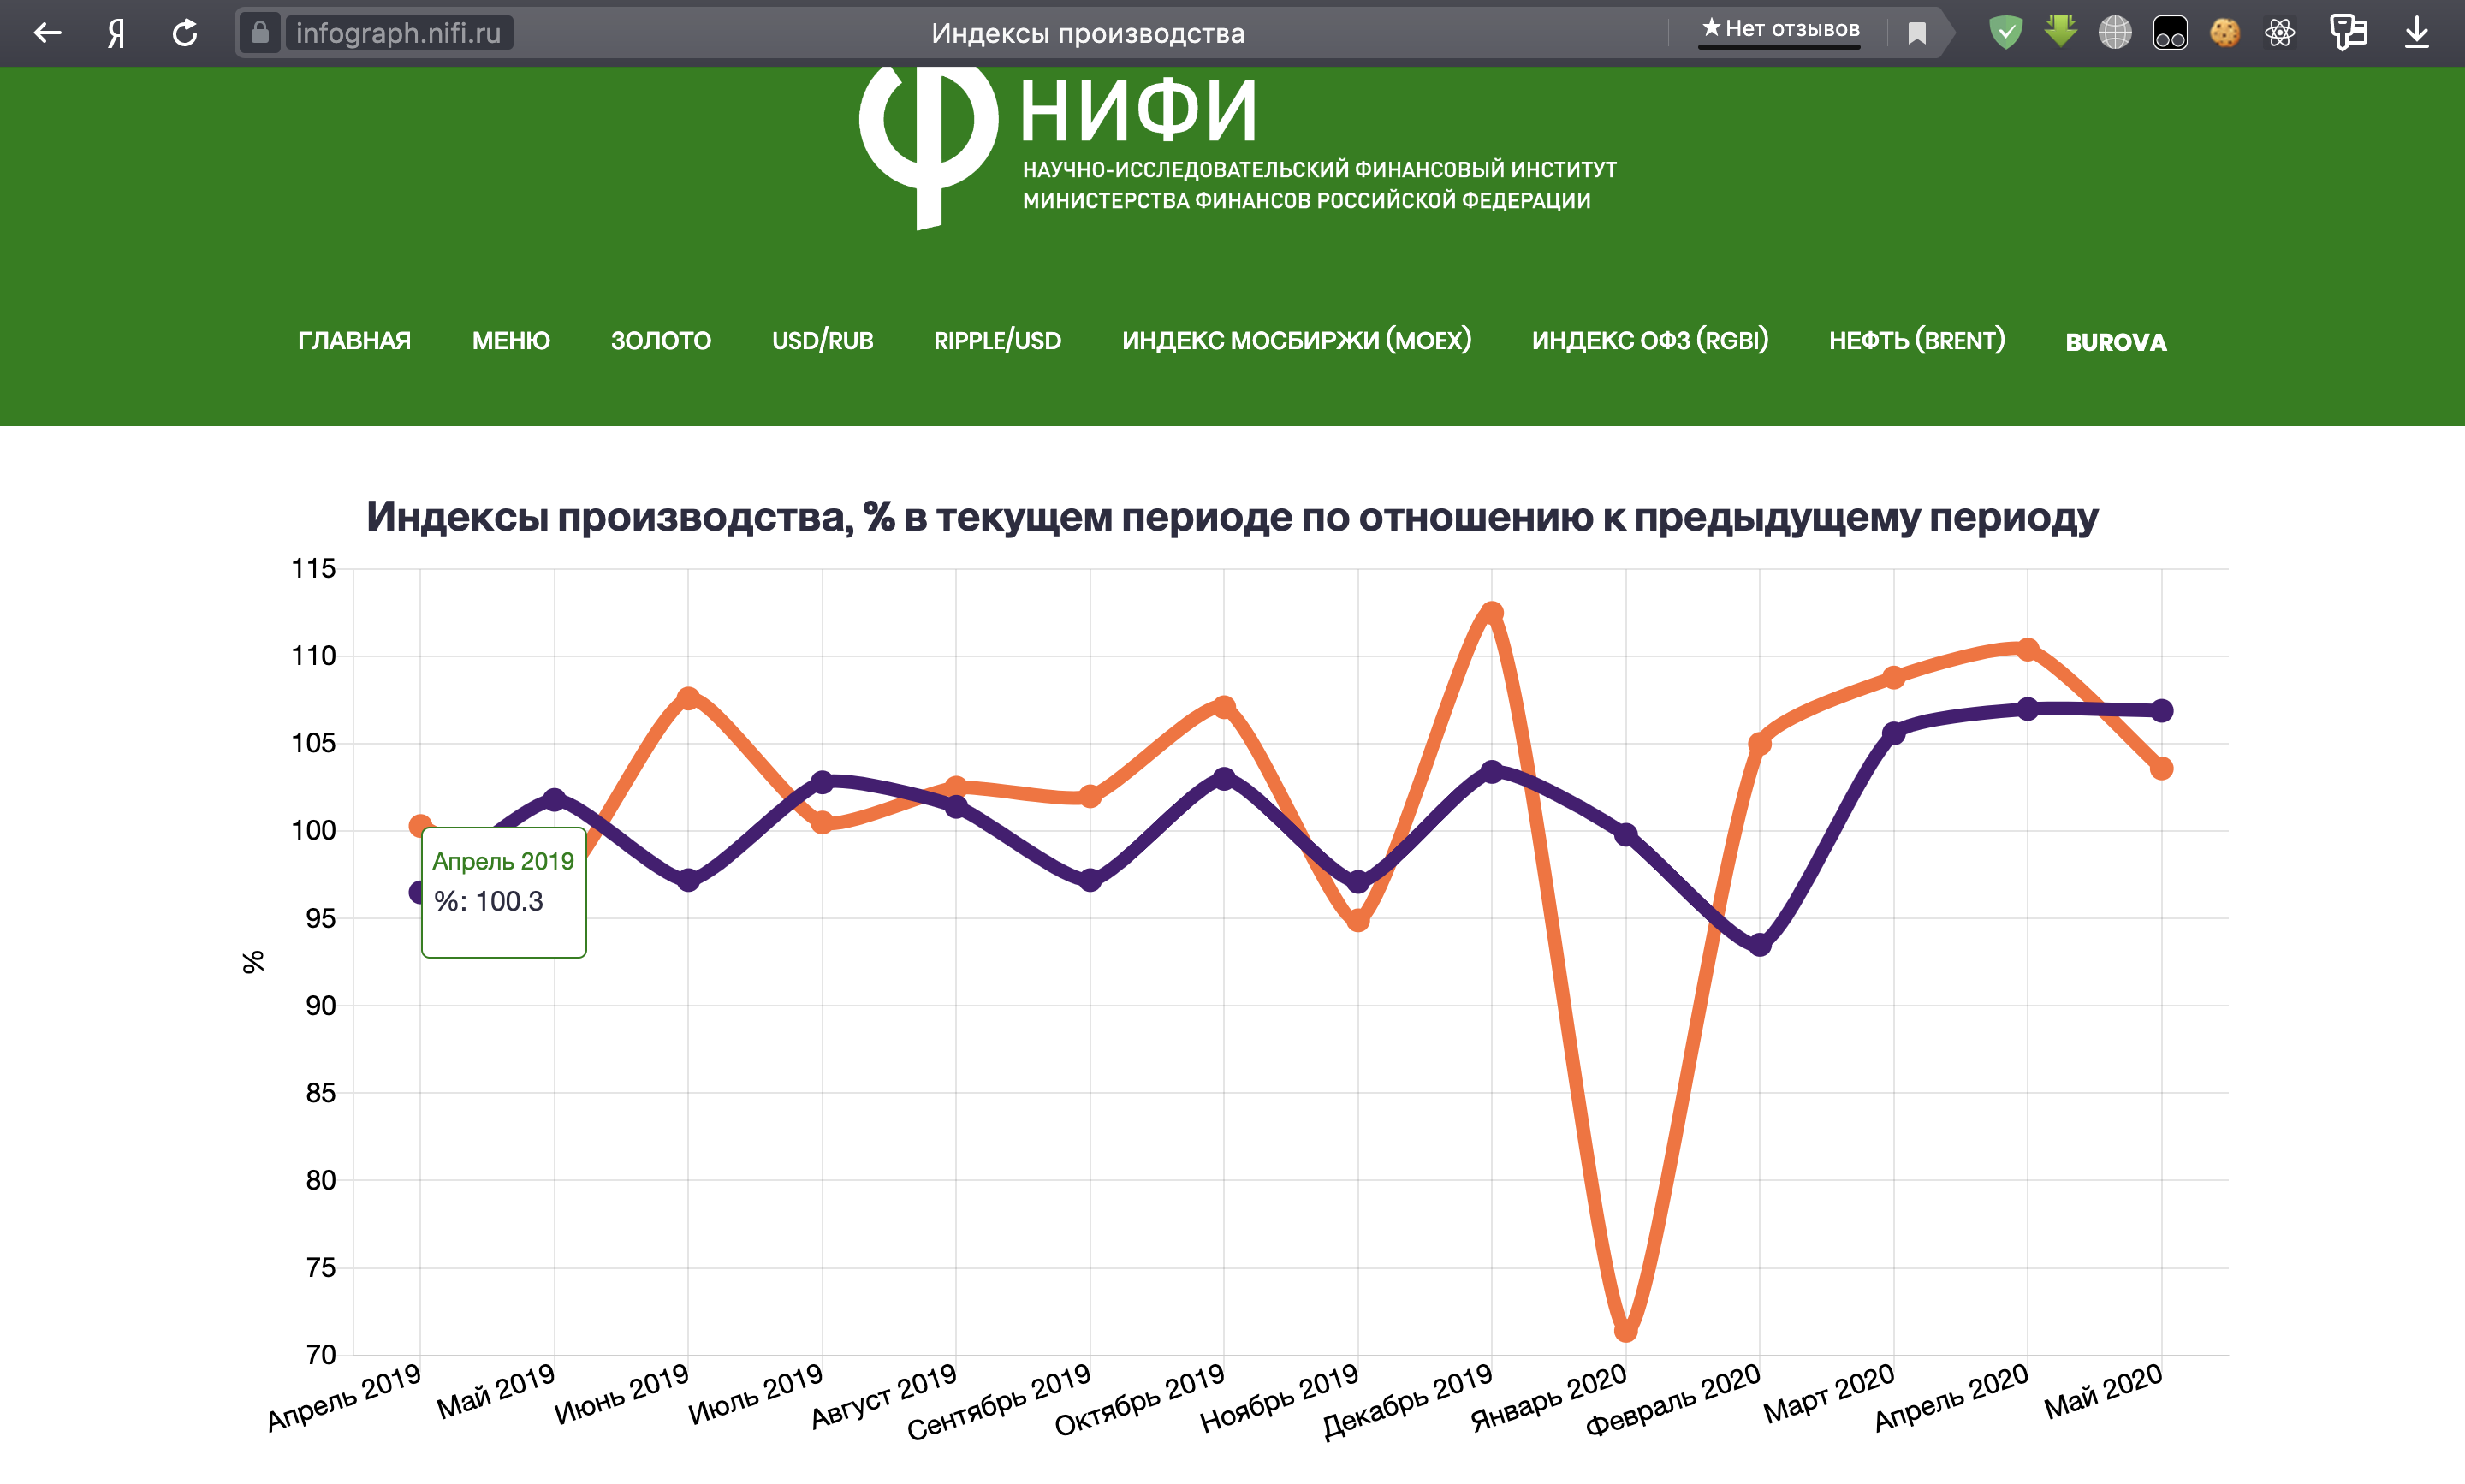 Я
infograph.nifi.ru
Индексы производства
★ Нет отзывов
НИФИ
НАУЧНО-ИССЛЕДОВАТЕЛЬСКИЙ ФИНАНСОВЫЙ ИНСТИТУТ
МИНИСТЕРСТВА ФИНАНСОВ РОССИЙСКОЙ ФЕДЕРАЦИИ
ГЛАВНАЯ
МЕНЮ
ЗОЛОТО
USD/RUB
RIPPLE/USD
ИНДЕКС МОСБИРЖИ (MOEX)
ИНДЕКС ОФЗ (RGBI)
НЕФТЬ (BRENT)
BUROVA
Индексы производства, % в текущем периоде по отношению к предыдущему периоду
115
110
105
100
95
90
85
80
75
70
%
Апрель 2019
%: 100.3
Апрель 2019
Май 2019
Июнь 2019
Июль 2019
Август 2019
Сентябрь 2019
Октябрь 2019
Ноябрь 2019
Декабрь 2019
Январь 2020
Февраль 2020
Март 2020
Апрель 2020
Май 2020